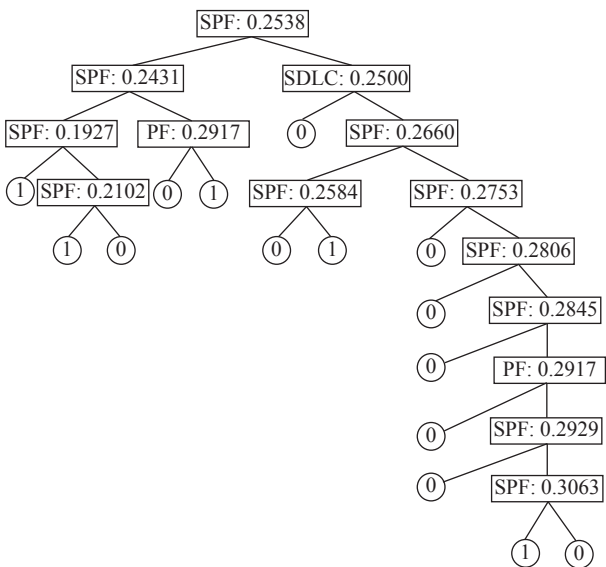 SPF: 0.2538
SPF: 0.2431 SDLC: 0.2500
SPF: 0.1927 PF: 0.2917 0 SPF: 0.2660
1 SPF: 0.2102 0 1 SPF: 0.2584 SPF: 0.2753
1 0 0 1 0 SPF: 0.2806
0 SPF: 0.2845
0 PF: 0.2917
0 SPF: 0.2929
0 SPF: 0.3063
1 0